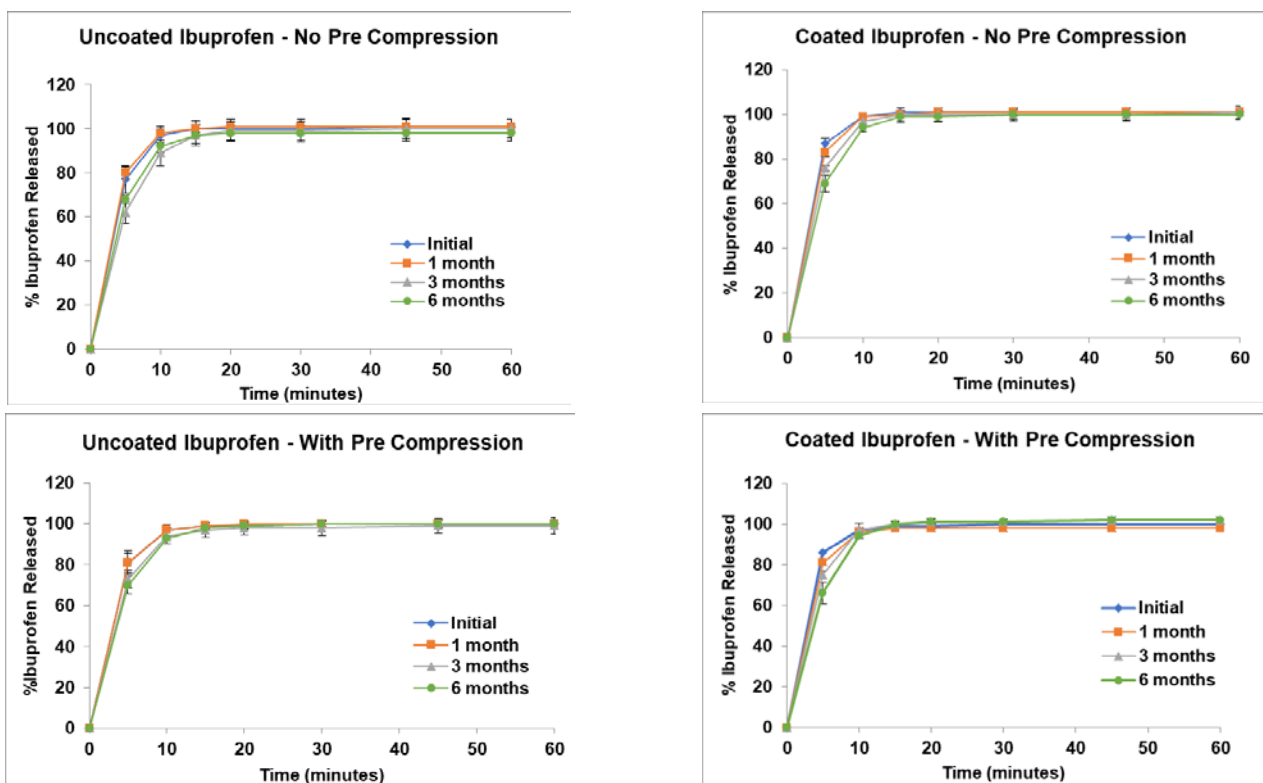 Uncoated Ibuprofen - No Pre Compression
% Ibuprofen Released
120
100
80
60
40
20
0
0 10 20 30 40 50 60
Time (minutes)
Initial
1 month
3 months
6 months
Coated Ibuprofen - No Pre Compression
% Ibuprofen Released
120
100
80
60
40
20
0
0 10 20 30 40 50 60
Time (minutes)
Initial
1 month
3 months
6 months
Uncoated Ibuprofen - With Pre Compression
%Ibuprofen Released
120
100
80
60
40
20
0
0 10 20 30 40 50 60
Time (minutes)
Initial
1 month
3 months
6 months
Coated Ibuprofen - With Pre Compression
% Ibuprofen Released
120
100
80
60
40
20
0
0 10 20 30 40 50 60
Time (minutes)
Initial
1 month
3 months
6 months